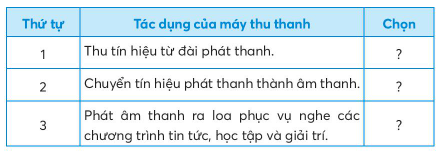 Thứ tự Tác dụng của máy thu thanh Chọn
1 Thu tín hiệu từ đài phát thanh. ?
2 Chuyển tín hiệu phát thanh thành âm thanh. ?
3 Phát âm thanh ra loa phục vụ nghe các ?
chương trình tin tức, học tập và giải trí.